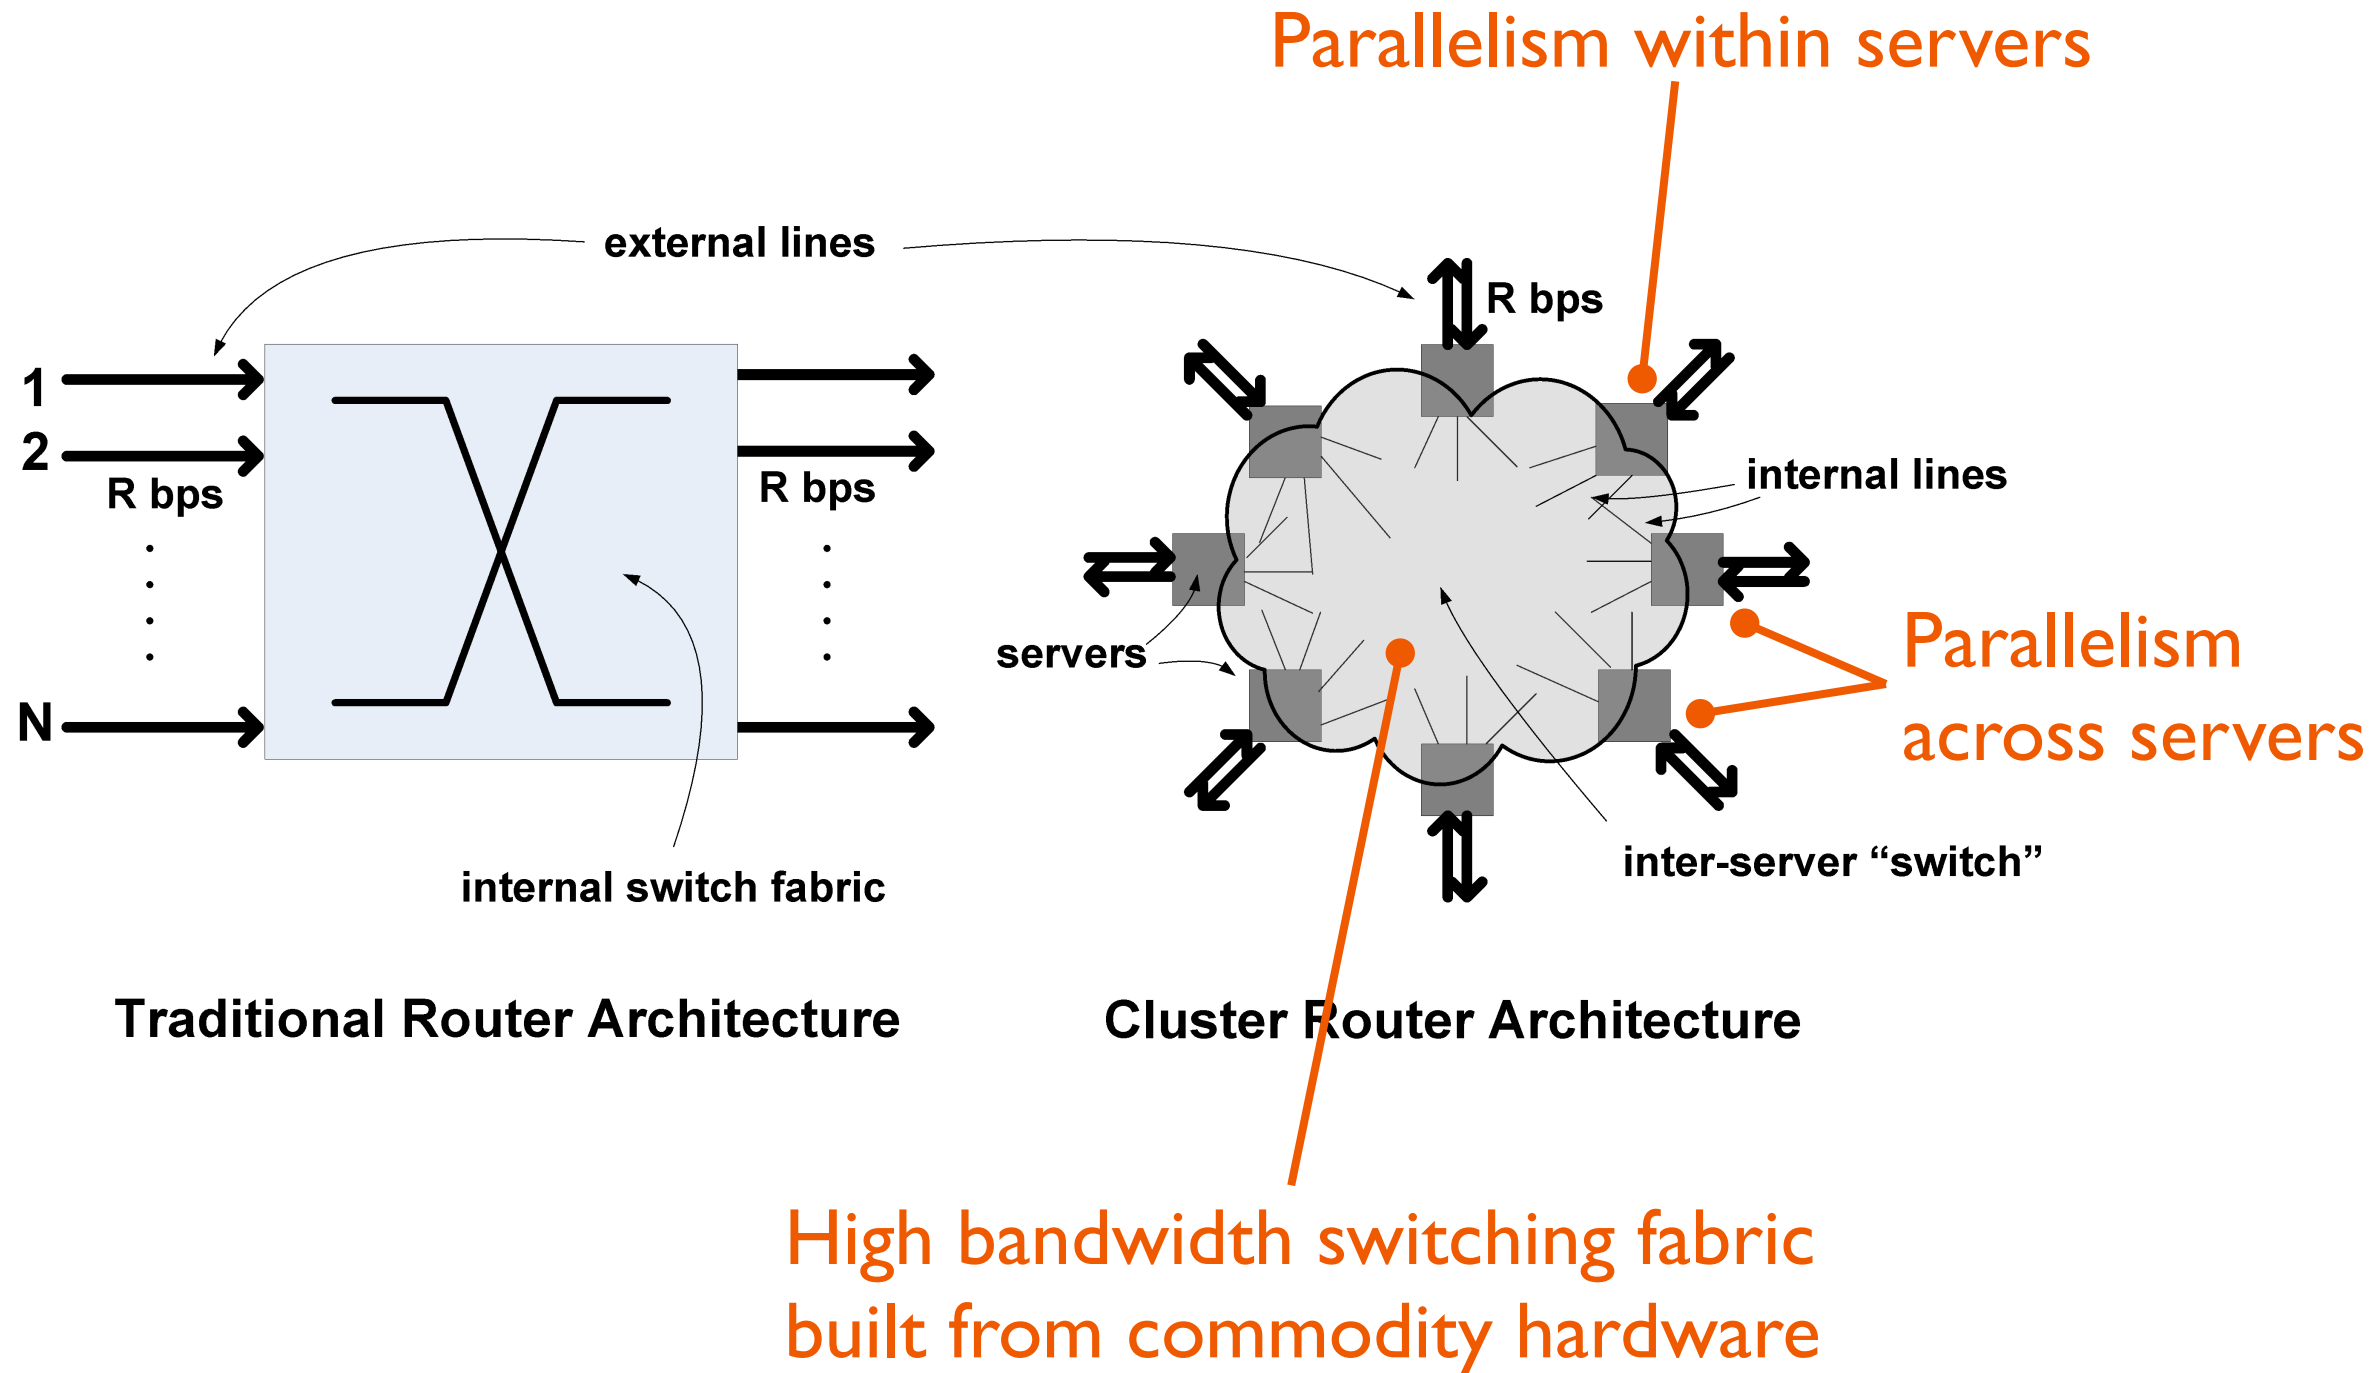 Parallelism within servers
external lines
R bps
1
2
R bps
R bps
N
internal lines
servers
Parallelism
across servers
inter-server “switch”
internal switch fabric
Traditional Router Architecture
Cluster Router Architecture
High bandwidth switching fabric
built from commodity hardware